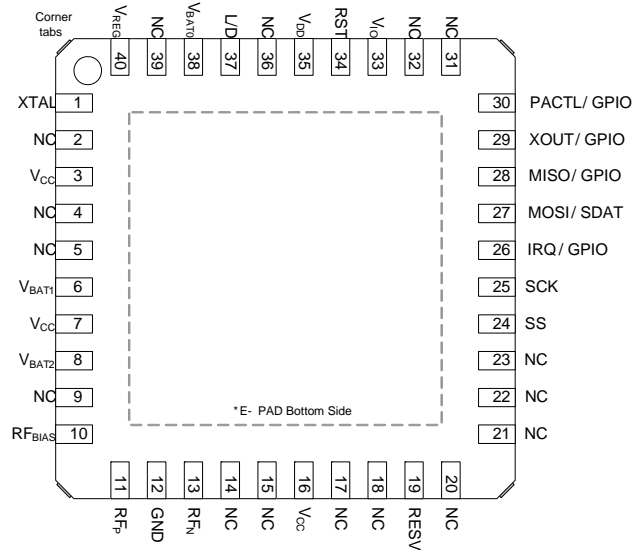 Corner
tabs
VREG NC VBAT0 L/D NC VDD RST VIO NC NC
40 39 38 37 36 35 34 33 32 31
XTAL 1
NC 2
VCC 3
NC 4
NC 5
VBAT1 6
VCC 7
VBAT2 8
NC 9
RFBIAS 10
30 PACTL/ GPIO
29 XOUT/ GPIO
28 MISO/ GPIO
27 MOSI/ SDAT
26 IRQ/ GPIO
25 SCK
24 SS
23 NC
22 NC
21 NC
*E- PAD Bottom Side
11 12 13 14 15 16 17 18 19 20
RFP GND RFN NC NC VCC NC NC RESV NC